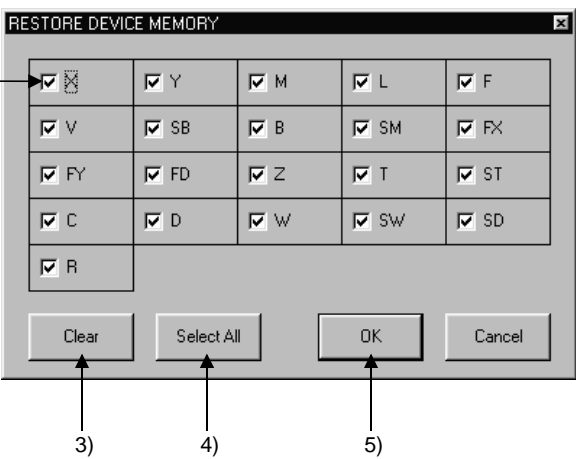 RESTORE DEVICE MEMORY
X Y M L F
V SB B SM FX
FY FD Z T ST
C D W SW SD
R
Clear Select All OK Cancel
3) 4) 5)